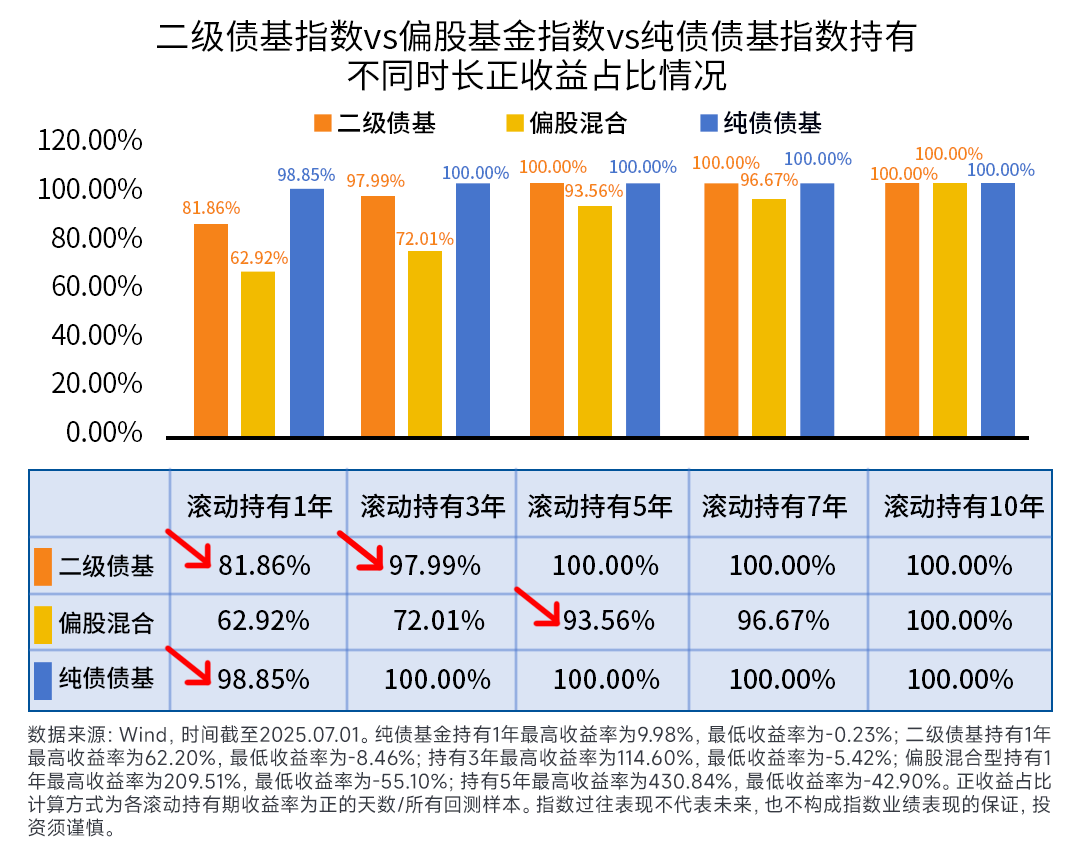 二级债基指数vs偏股基金指数vs纯债债基指数持有
不同时长正收益占比情况
二级债基 偏股混合 纯债债基
120.00%
100.00%
80.00%
60.00%
40.00%
20.00%
0.00%
81.86% 62.92% 98.85% 97.99% 72.01% 100.00% 100.00% 93.56% 100.00% 100.00% 96.67% 100.00% 100.00% 100.00% 100.00%
滚动持有1年 滚动持有3年 滚动持有5年 滚动持有7年 滚动持有10年
二级债基 81.86% 97.99% 100.00% 100.00% 100.00%
偏股混合 62.92% 72.01% 93.56% 96.67% 100.00%
纯债债基 98.85% 100.00% 100.00% 100.00% 100.00%
数据来源: Wind, 时间截至2025.07.01。纯债基金持有1年最高收益率为9.98%, 最低收益率为-0.23%; 二级债基持有1年
最高收益率为62.20%, 最低收益率为-8.46%; 持有3年最高收益率为114.60%, 最低收益率为-5.42%; 偏股混合型持有1
年最高收益率为209.51%, 最低收益率为-55.10%; 持有5年最高收益率为430.84%, 最低收益率为-42.90%。正收益占比
计算方式为各滚动持有期收益率为正的天数/所有回测样本。指数过往表现不代表未来, 也不构成指数业绩表现的保证, 投
资须谨慎。